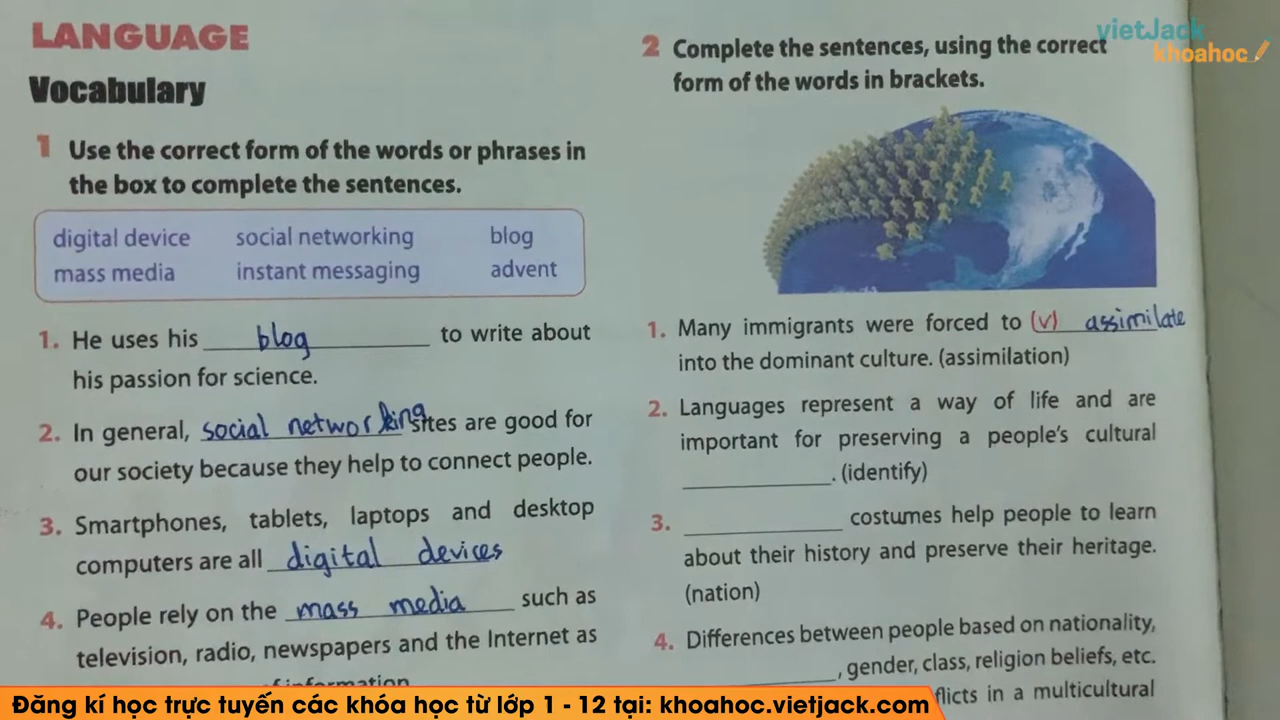 LANGUAGE
Vocabulary
1 Use the correct form of the words or phrases in
the box to complete the sentences.
digital device social networking blog
mass media instant messaging advent
1. He uses his blog to write about
his passion for science.
2. In general, social networking sites are good for
our society because they help to connect people.
3. Smartphones, tablets, laptops and desktop
computers are all digital devices
4. People rely on the mass media such as
television, radio, newspapers and the Internet as
information
2 Complete the sentences, using the correct
form of the words in brackets.
1. Many immigrants were forced to (v) assimilate
into the dominant culture. (assimilation)
2. Languages represent a way of life and are
important for preserving a people's cultural
. (identify)
3. costumes help people to learn
about their history and preserve their heritage.
(nation)
4. Differences between people based on nationality,
, gender, class, religion beliefs, etc.
flicts in a multicultural
vietJack
khoahoc
Đăng kí học trực tuyến các khóa học từ lớp 1 - 12 tại: khoahoc.vietjack.com